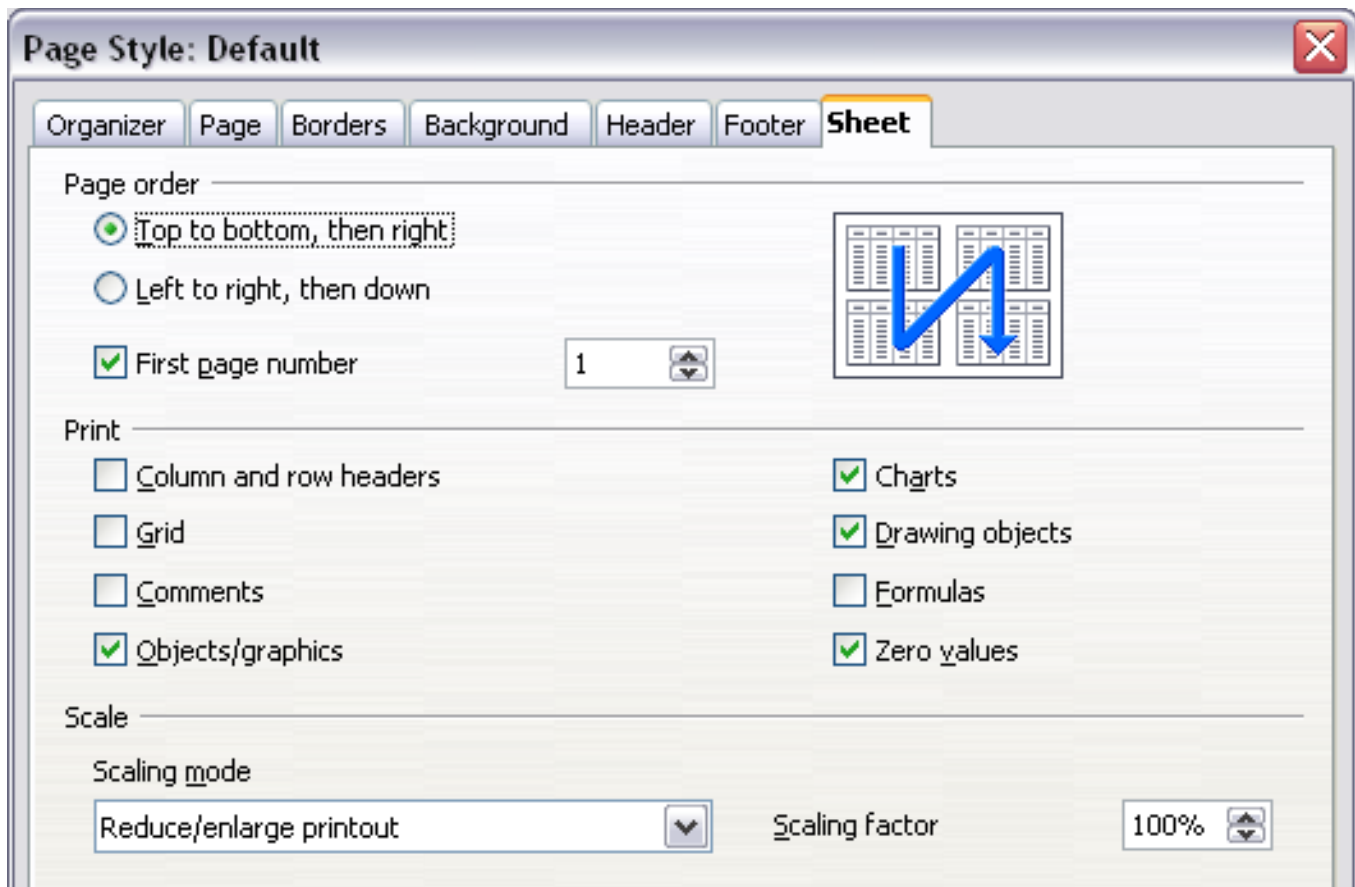 Page Style: Default
Organizer Page Borders Background Header Footer Sheet
Page order
Top to bottom, then right
Left to right, then down
First page number 1
Print
Column and row headers Charts
Grid Drawing objects
Comments Formulas
Objects/graphics Zero values
Scale
Scaling mode
Reduce/enlarge printout Scaling factor 100%